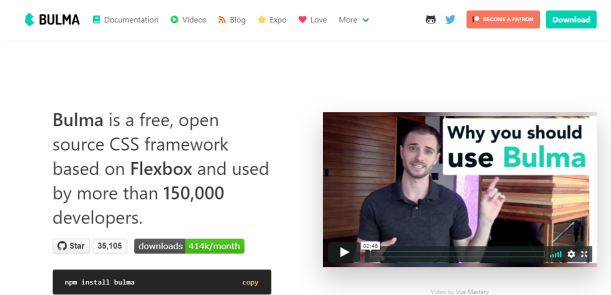 BULMA Documentation Videos Blog Expo Love More BECOME A PATRON Download
Bulma is a free, open
source CSS framework
based on Flexbox and used
by more than 150,000
developers.
Star 35,105 downloads 414k/month
npm install bulma copy
Why you should
use Bulma
02:48
Video by Vue Mastery